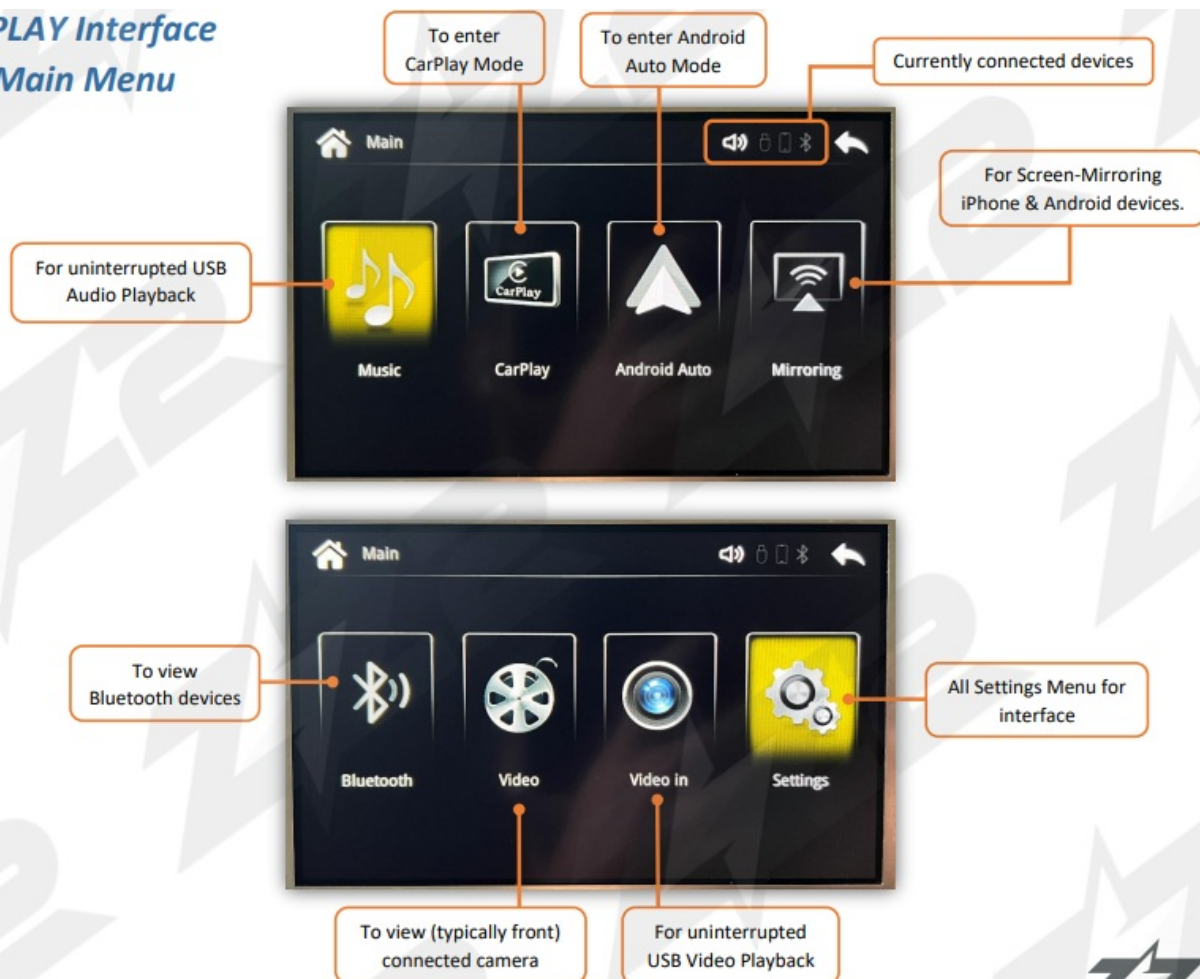 PLAY Interface
Main Menu
To enter
CarPlay Mode
To enter Android
Auto Mode
Currently connected devices
Main
For Screen-Mirroring
iPhone & Android devices.
For uninterrupted USB
Audio Playback
CarPlay
Music
CarPlay
Android Auto
Mirroring
Main
To view
Bluetooth devices
All Settings Menu for
interface
Bluetooth
Video
Video in
Settings
To view (typically front)
connected camera
For uninterrupted
USB Video Playback